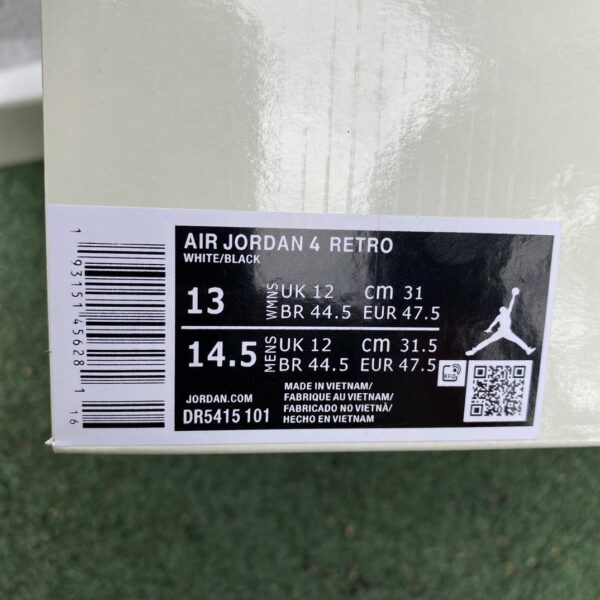 AIR JORDAN 4 RETRO
WHITE/BLACK
13 WMNS UK 12 cm 31
BR 44.5 EUR 47.5
14.5 MENS UK 12 cm 31.5
BR 44.5 EUR 47.5
JORDAN.COM
DR5415 101
MADE IN VIETNAM/
FABRIQUE AU VIETNAM/
FABRICADO NO VIETNÃ/
HECHO EN VIETNAM
RFID
1 93151 45628 1
16